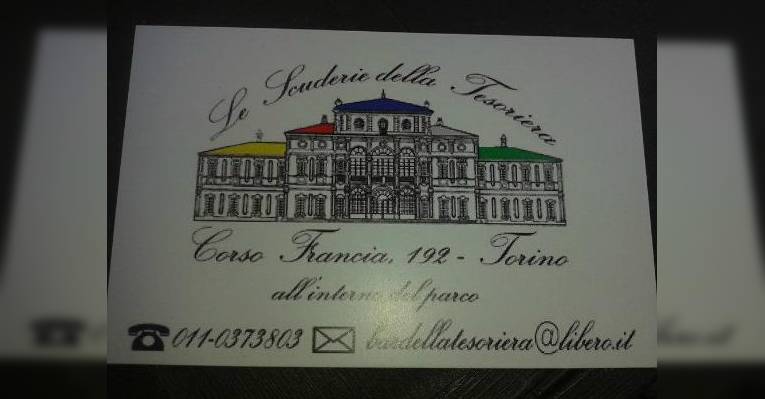 Le Scuderie della Tesoriera
Corso Francia, 192 - Torino
all'interno del parco
011-0373803 bardellatesoriera@libero.it